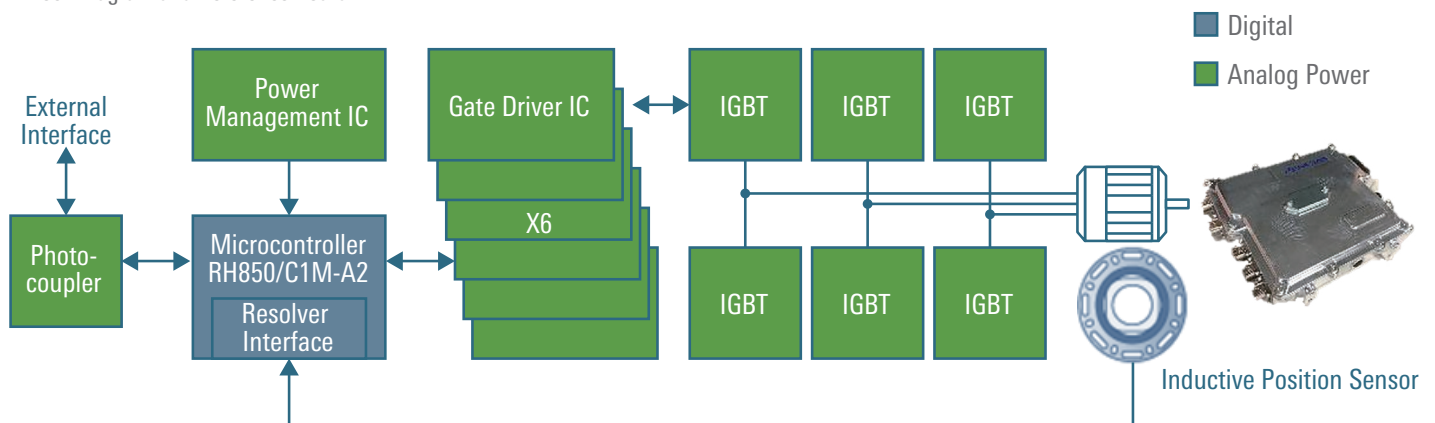 Digital
Analog Power
External
Interface
Power
Management IC
Gate Driver IC
IGBT
IGBT
IGBT
Photo-
coupler
Microcontroller
RH850/C1M-A2
X6
Resolver
Interface
IGBT
IGBT
IGBT
Inductive Position Sensor